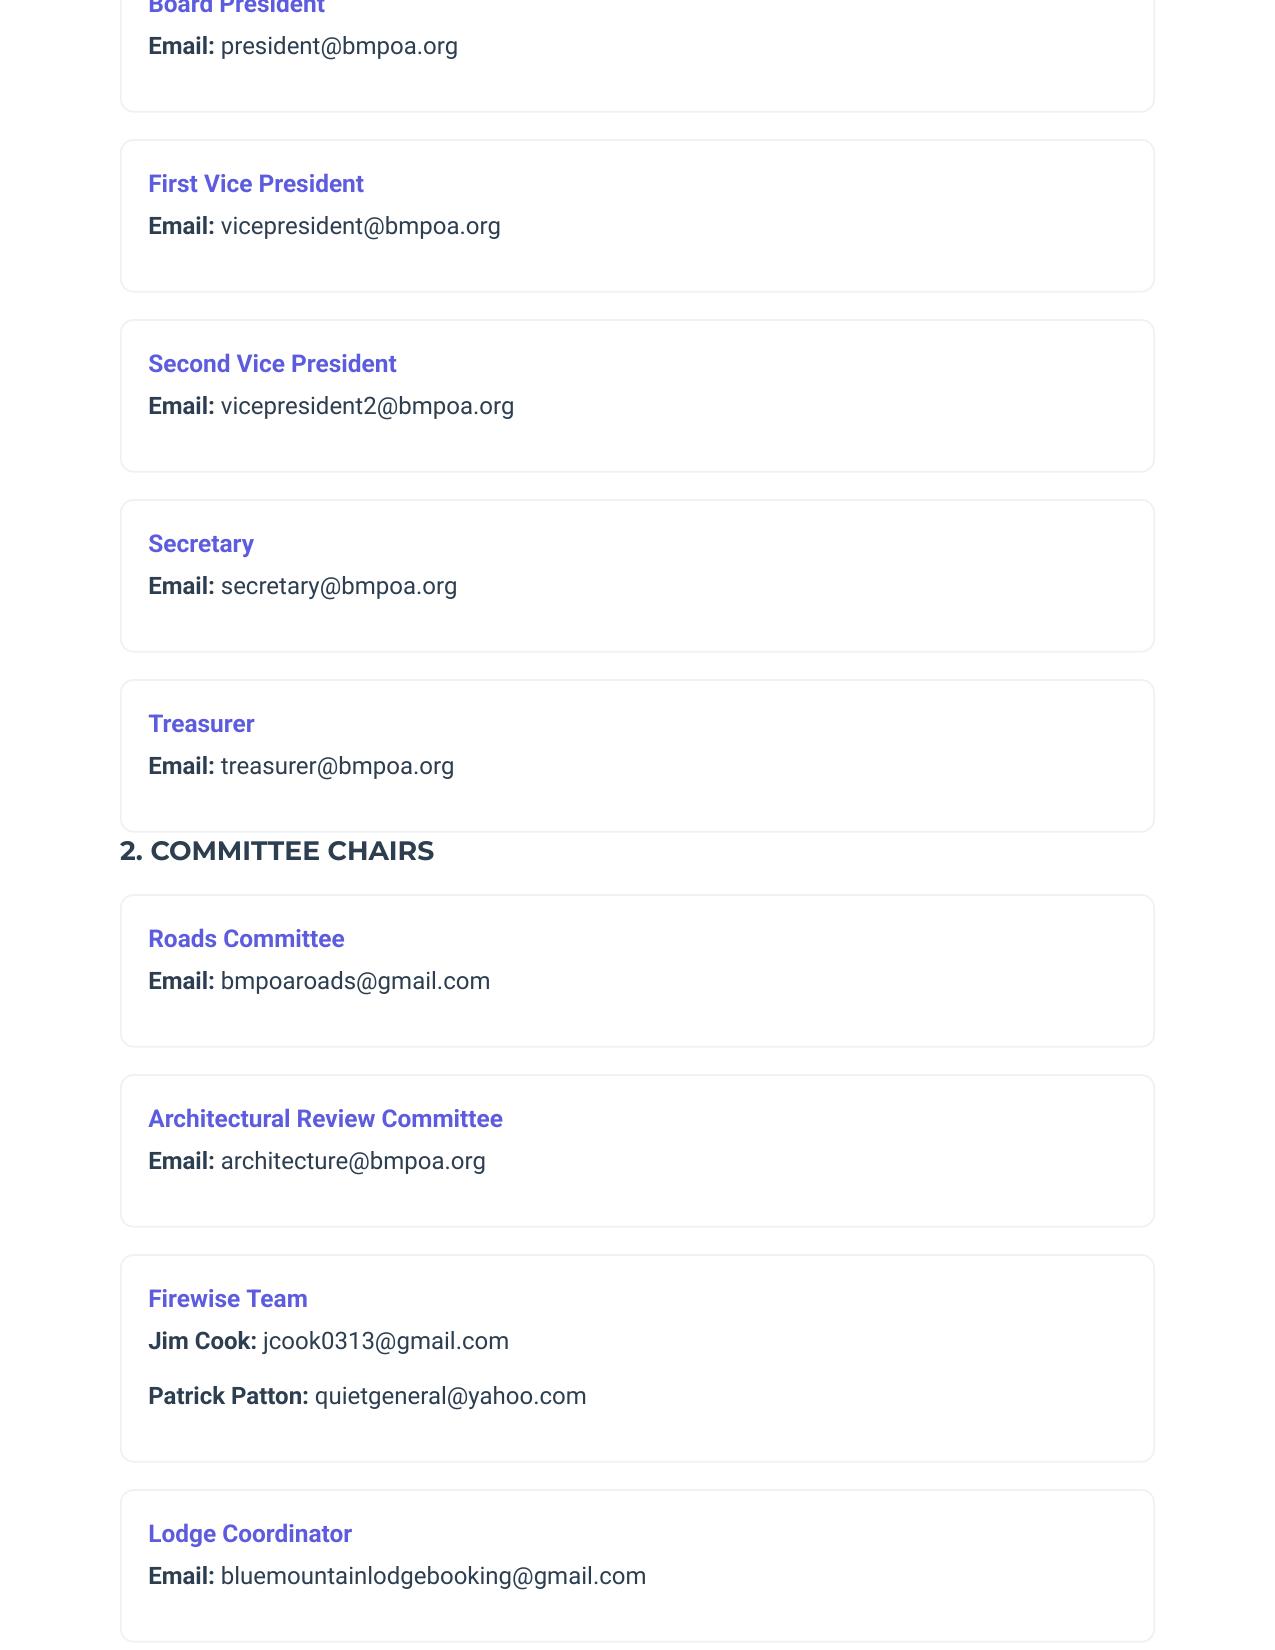 Board President
Email: president@bmpoa.org
First Vice President
Email: vicepresident@bmpoa.org
Second Vice President
Email: vicepresident2@bmpoa.org
Secretary
Email: secretary@bmpoa.org
Treasurer
Email: treasurer@bmpoa.org
2. COMMITTEE CHAIRS
Roads Committee
Email: bmpoaroads@gmail.com
Architectural Review Committee
Email: architecture@bmpoa.org
Firewise Team
Jim Cook: jcook0313@gmail.com
Patrick Patton: quietgeneral@yahoo.com
Lodge Coordinator
Email: bluemountainlodgebooking@gmail.com